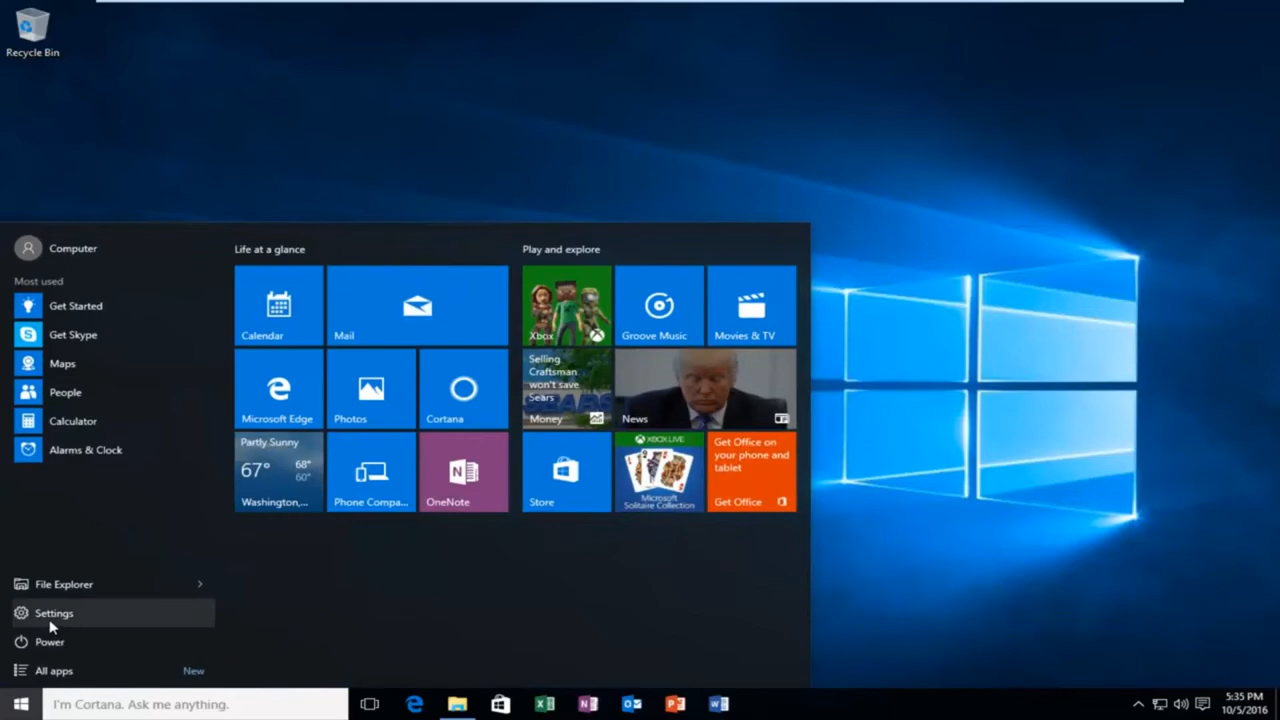 Recycle Bin
Computer
Most used
Get Started
Get Skype
Maps
People
Calculator
Alarms & Clock
File Explorer
Settings
Power
All apps
New
Life at a glance
Calendar
Mail
Microsoft Edge
Photos
Cortana
Partly Sunny
67°
68°
60°
Washington,...
Phone Compa...
N
OneNote
Play and explore
Xbox
Groove Music
Movies & TV
Selling
Craftsman
won't save
Sears
Money
News
Store
XBOX LIVE
Microsoft
Solitaire Collection
Get Office on
your phone and
tablet
Get Office
I'm Cortana. Ask me anything.
5:35 PM
10/5/2016